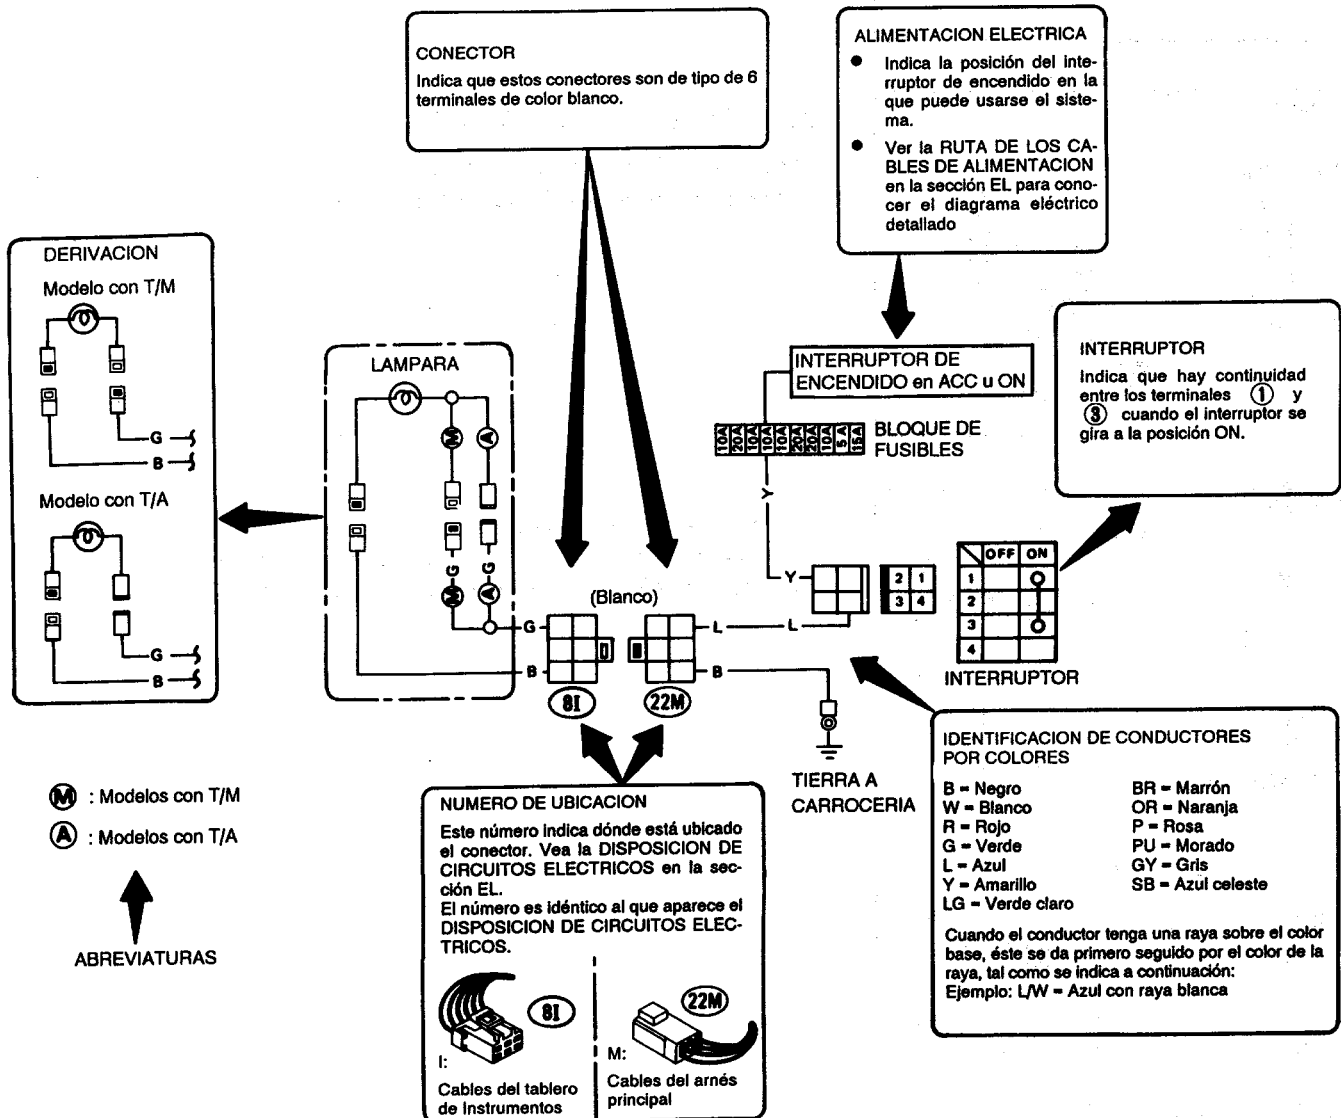 CONECTOR
Indica que estos conectores son de tipo de 6
terminales de color blanco.
ALIMENTACION ELECTRICA
● Indica la posición del inte-
rruptor de encendido en la
que puede usarse el siste-
ma.
● Ver la RUTA DE LOS CA-
BLES DE ALIMENTACION
en la sección EL para cono-
cer el diagrama eléctrico
detallado
DERIVACION
Modelo con T/M
G
B
Modelo con T/A
G
B
LAMPARA
M
A
G
G
M
A
INTERRUPTOR DE
ENCENDIDO en ACC u ON
10A 20A 10A 10A 10A 20A 20A 10A 5A 15A
BLOQUE DE
FUSIBLES
Y
INTERRUPTOR
Indica que hay continuidad
entre los terminales ① y
③ cuando el interruptor se
gira a la posición ON.
Y
2 1
3 4
OFF ON
1
2
3
4
INTERRUPTOR
(Blanco)
G
L
L
B
B
8I
22M
TIERRA A
CARROCERIA
M : Modelos con T/M
A : Modelos con T/A
ABREVIATURAS
NUMERO DE UBICACION
Este número indica dónde está ubicado
el conector. Vea la DISPOSICION DE
CIRCUITOS ELECTRICOS en la sec-
ción EL.
El número es idéntico al que aparece el
DISPOSICION DE CIRCUITOS ELEC-
TRICOS.
8I
I:
Cables del tablero
de Instrumentos
22M
M:
Cables del arnés
principal
IDENTIFICACION DE CONDUCTORES
POR COLORES
B = Negro BR = Marrón
W = Blanco OR = Naranja
R = Rojo P = Rosa
G = Verde PU = Morado
L = Azul GY = Gris
Y = Amarillo SB = Azul celeste
LG = Verde claro
Cuando el conductor tenga una raya sobre el color
base, éste se da primero seguido por el color de la
raya, tal como se indica a continuación:
Ejemplo: L/W = Azul con raya blanca